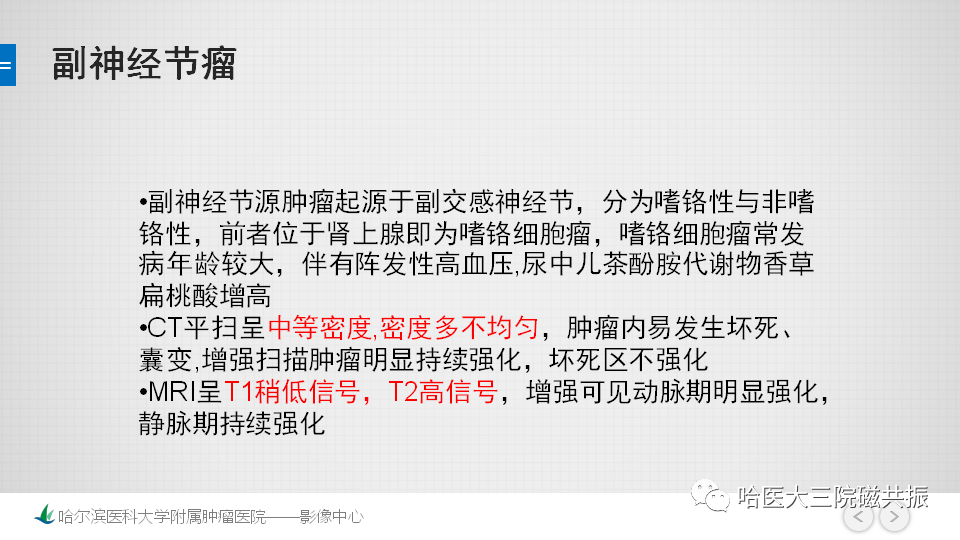 副神经节瘤
•副神经节源肿瘤起源于副交感神经节，分为嗜铬性与非嗜
铬性，前者位于肾上腺即为嗜铬细胞瘤，嗜铬细胞瘤常发
病年龄较大，伴有阵发性高血压,尿中儿茶酚胺代谢物香草
扁桃酸增高
•CT平扫呈中等密度,密度多不均匀，肿瘤内易发生坏死、
囊变,增强扫描肿瘤明显持续强化，坏死区不强化
•MRI呈T1稍低信号，T2高信号，增强可见动脉期明显强化，
静脉期持续强化
哈医大三院磁共振
哈尔滨医科大学附属肿瘤医院——影像中心